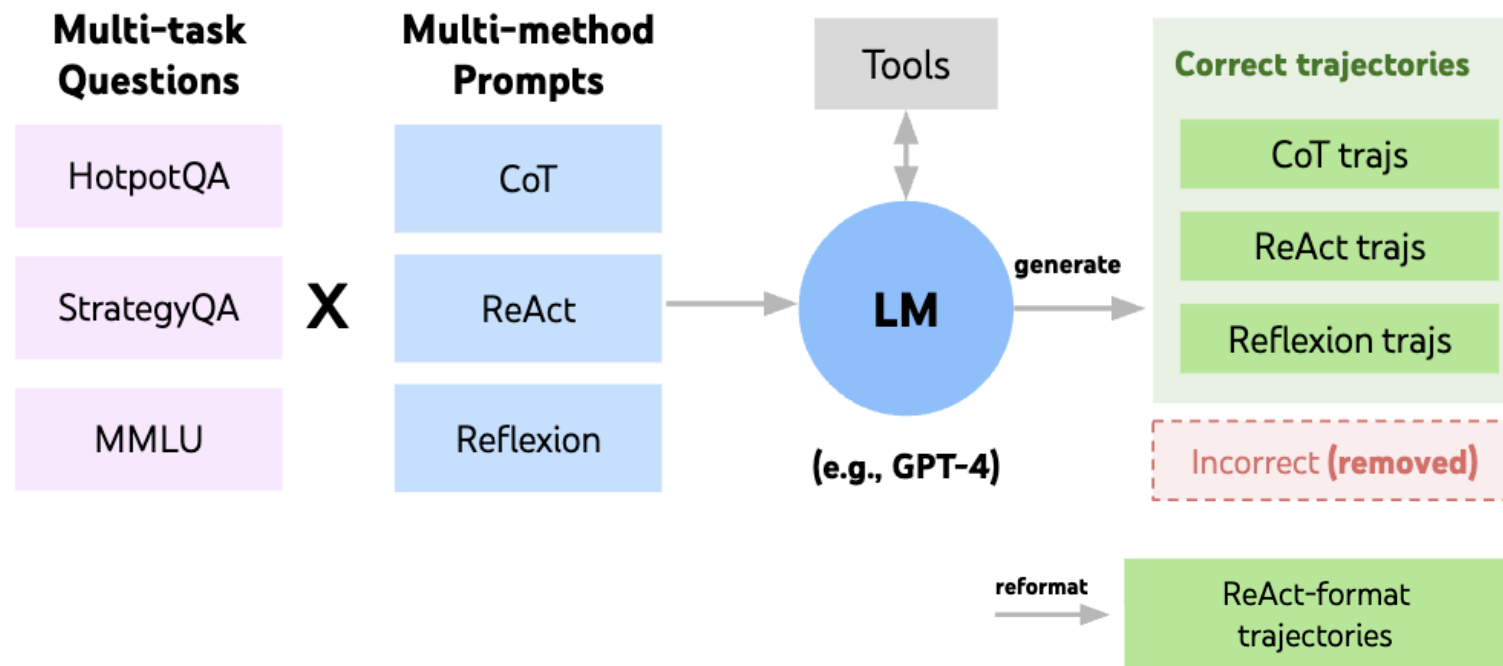 Multi-task
Questions
HotpotQA
StrategyQA
MMLU
X
Multi-method
Prompts
CoT
ReAct
Reflexion
Tools
LM
(e.g., GPT-4)
generate
Correct trajectories
CoT trajs
ReAct trajs
Reflexion trajs
Incorrect (removed)
reformat
ReAct-format
trajectories